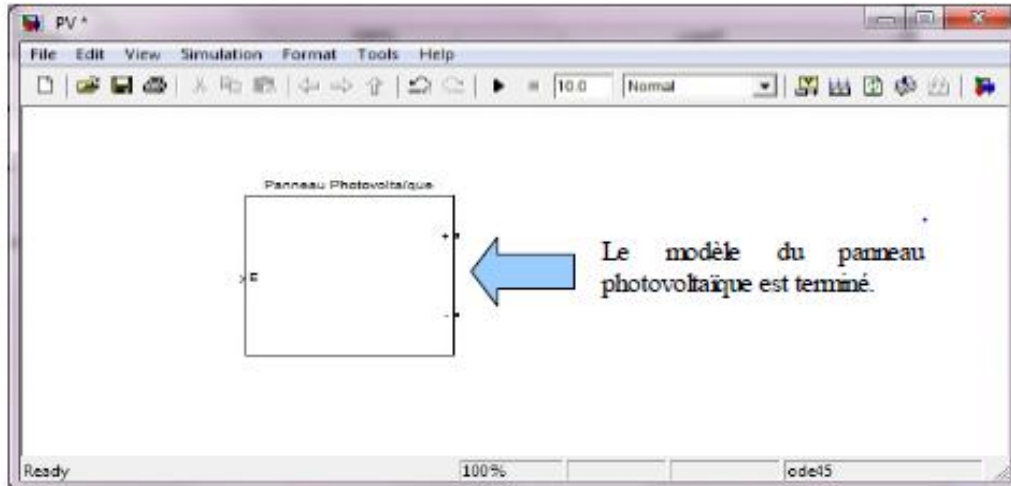 PV *
File Edit View Simulation Format Tools Help
10.0 Normal
Panneau Photovoltaïque
+
E
-
Le modèle du panneau
photovoltaïque est terminé.
Ready 100% ode45